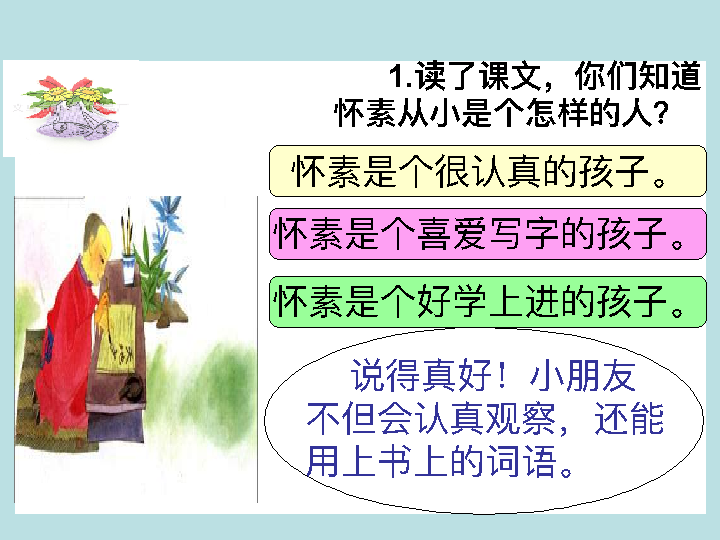 1.读了课文，你们知道
怀素从小是个怎样的人？
怀素是个很认真的孩子。
怀素是个喜爱写字的孩子。
怀素是个好学上进的孩子。
说得真好！小朋友
不但会认真观察，还能
用上书上的词语。